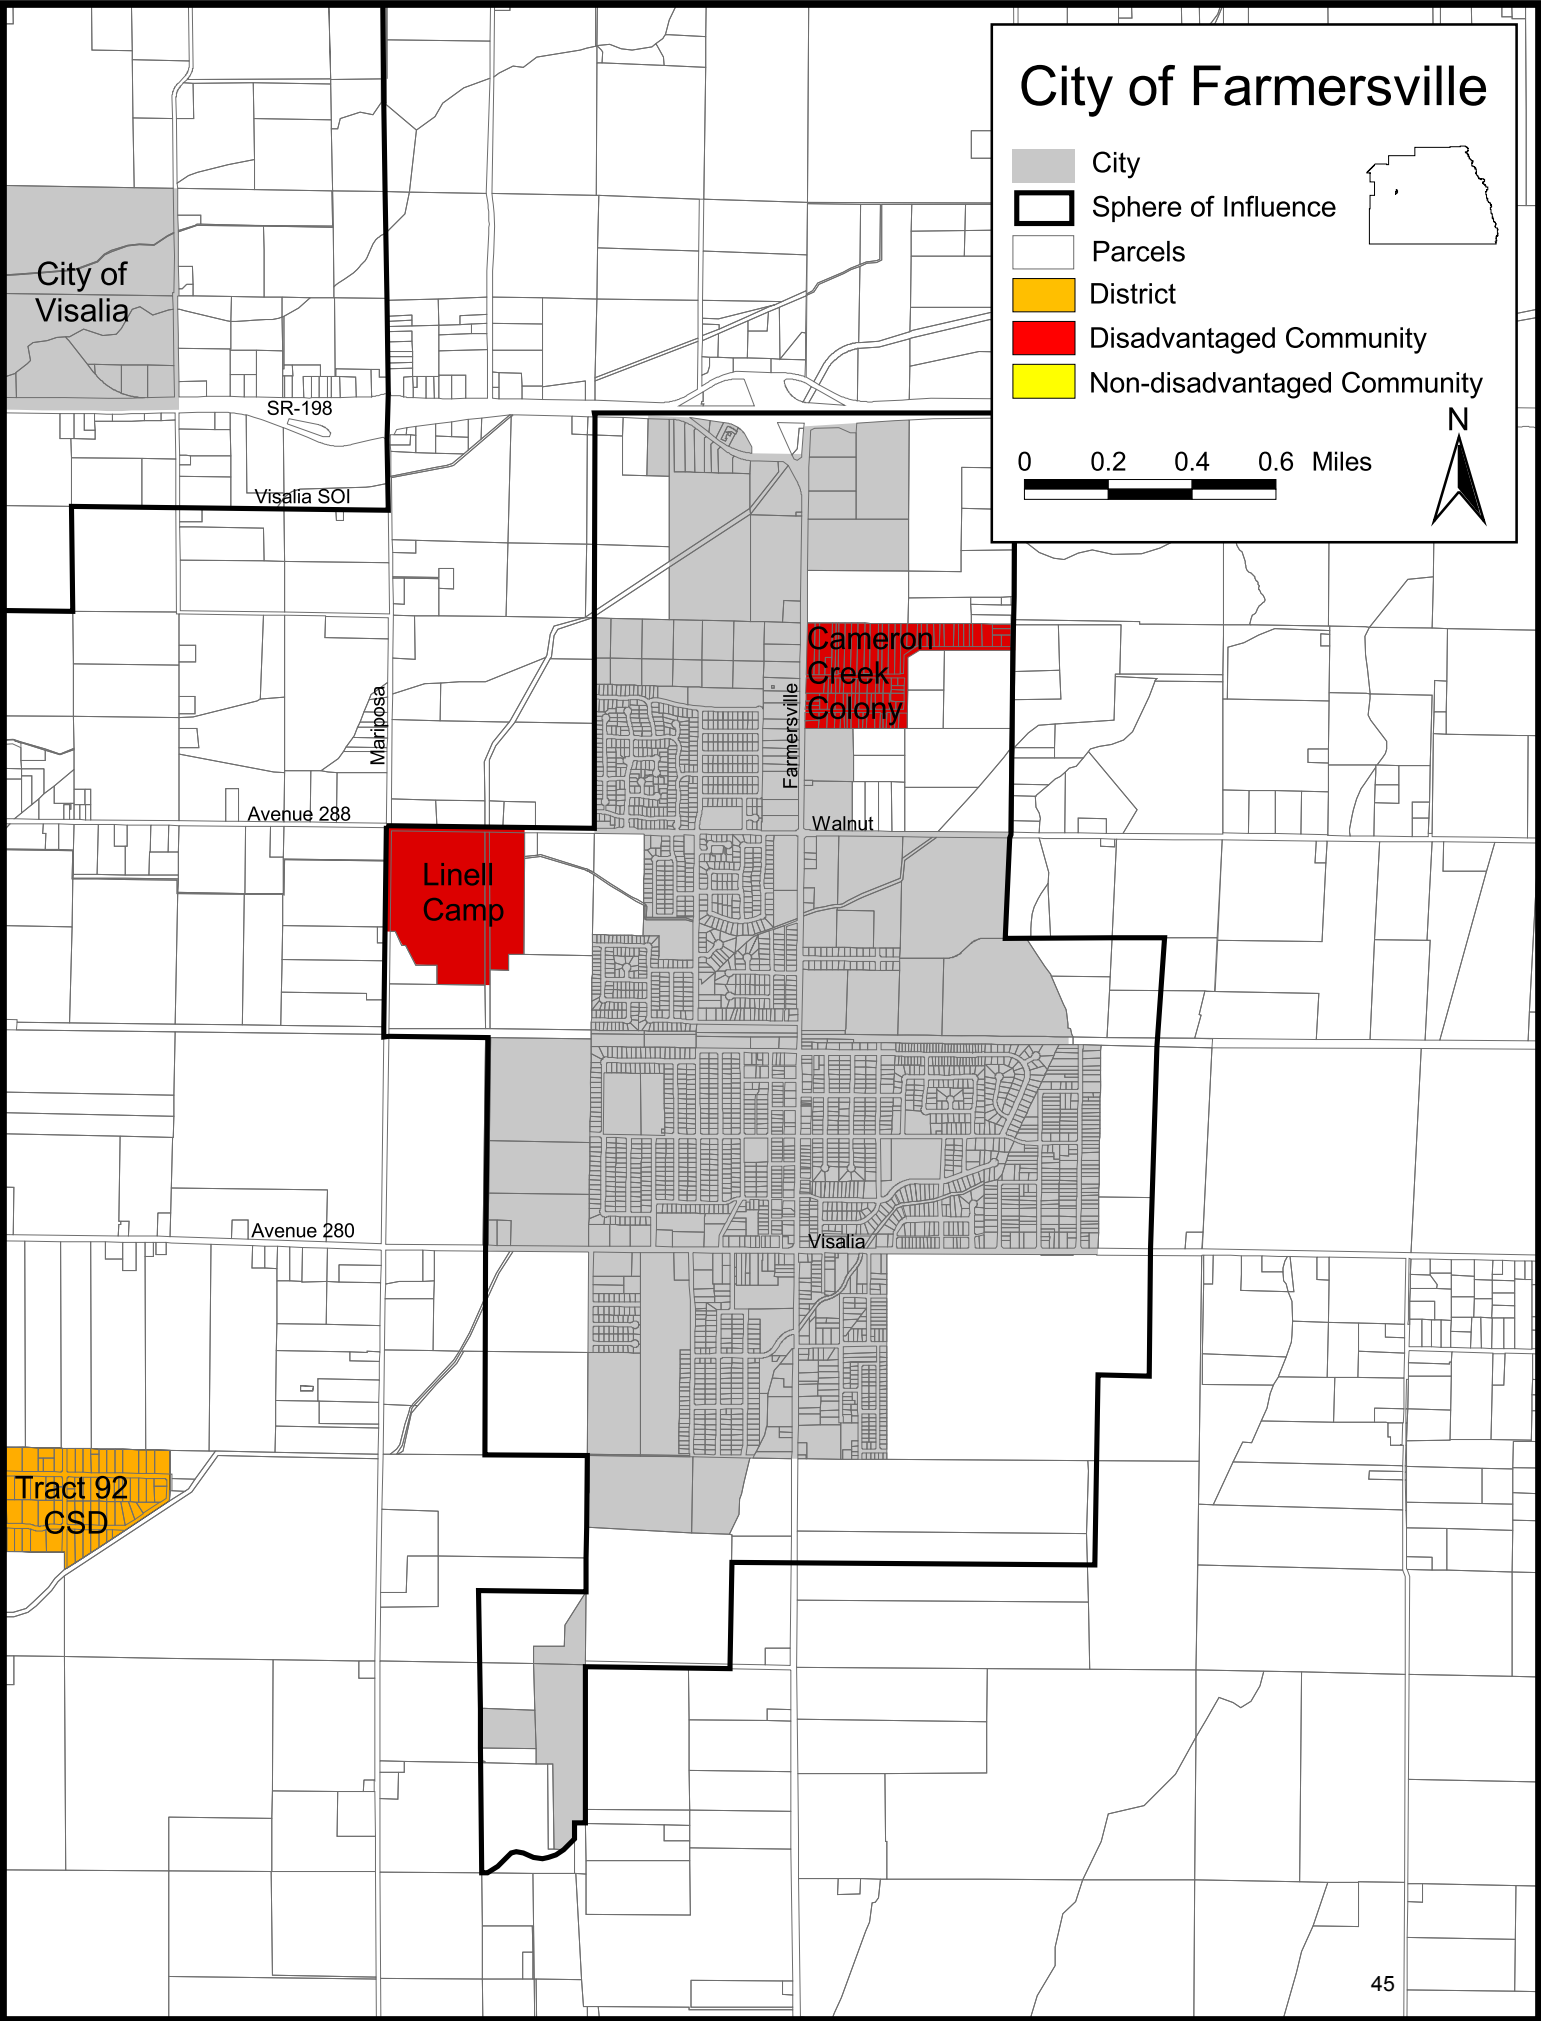 City of Farmersville
City
Sphere of Influence
Parcels
District
Disadvantaged Community
Non-disadvantaged Community
N
0 0.2 0.4 0.6 Miles
City of
Visalia
SR-198
Visalia SOI
Cameron
Creek
Colony
Mariposa
Farmersville
Avenue 288
Walnut
Linell
Camp
Avenue 280
Visalia
Tract 92
CSD
45